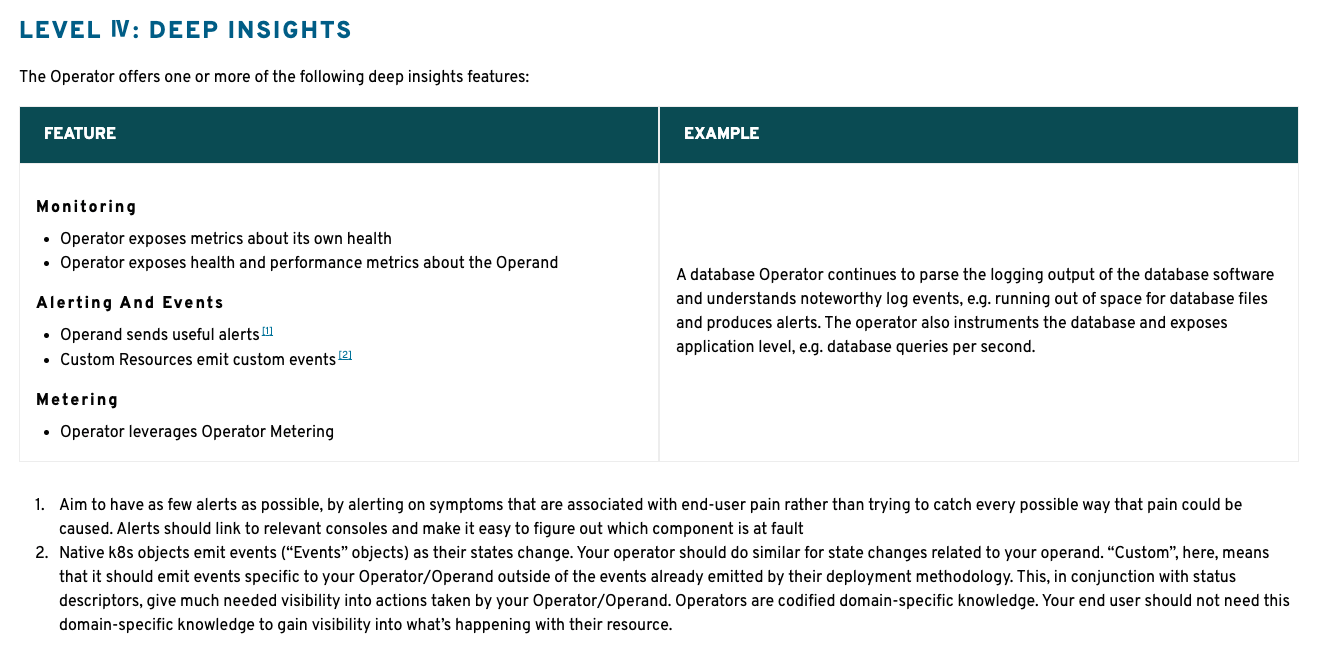 LEVEL Ⅳ: DEEP INSIGHTS
The Operator offers one or more of the following deep insights features:
FEATURE
EXAMPLE
Monitoring
• Operator exposes metrics about its own health
• Operator exposes health and performance metrics about the Operand
Alerting And Events
• Operand sends useful alerts [1]
• Custom Resources emit custom events [2]
Metering
• Operator leverages Operator Metering
A database Operator continues to parse the logging output of the database software
and understands noteworthy log events, e.g. running out of space for database files
and produces alerts. The operator also instruments the database and exposes
application level, e.g. database queries per second.
1. Aim to have as few alerts as possible, by alerting on symptoms that are associated with end-user pain rather than trying to catch every possible way that pain could be
caused. Alerts should link to relevant consoles and make it easy to figure out which component is at fault
2. Native k8s objects emit events (“Events” objects) as their states change. Your operator should do similar for state changes related to your operand. “Custom”, here, means
that it should emit events specific to your Operator/Operand outside of the events already emitted by their deployment methodology. This, in conjunction with status
descriptors, give much needed visibility into actions taken by your Operator/Operand. Operators are codified domain-specific knowledge. Your end user should not need this
domain-specific knowledge to gain visibility into what’s happening with their resource.